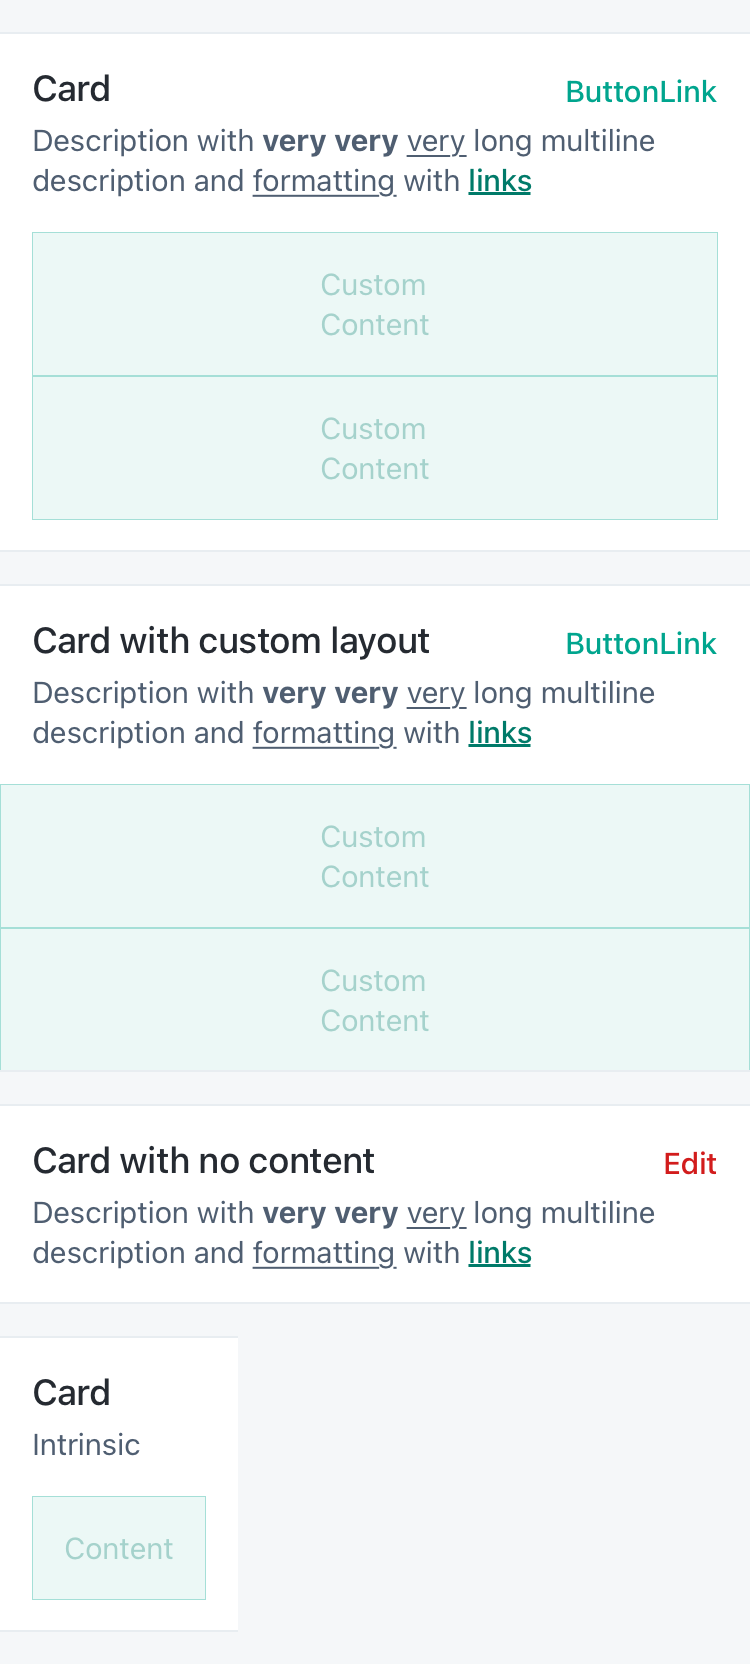 Card
ButtonLink
Description with very very very long multiline
description and formatting with links
Custom
Content
Custom
Content
Card with custom layout
ButtonLink
Description with very very very long multiline
description and formatting with links
Custom
Content
Custom
Content
Card with no content
Edit
Description with very very very long multiline
description and formatting with links
Card
Intrinsic
Content